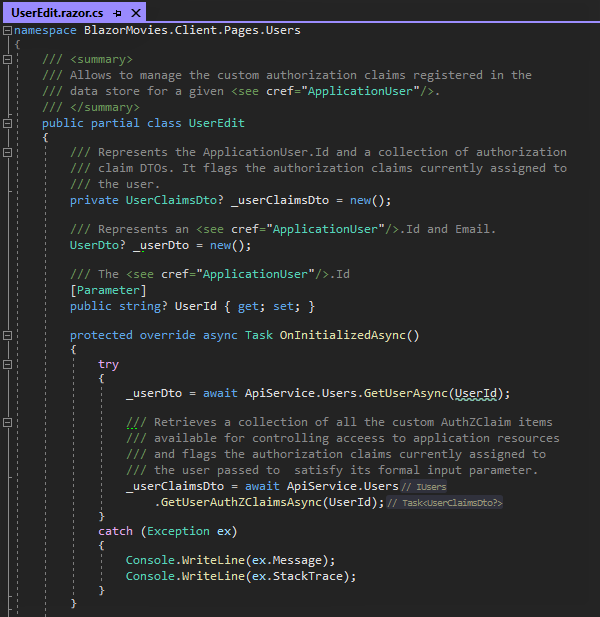 UserEdit.razor.cs
namespace BlazorMovies.Client.Pages.Users
{
/// <summary>
/// Allows to manage the custom authorization claims registered in the
/// data store for a given <see cref="ApplicationUser"/>.
/// </summary>
public partial class UserEdit
{
/// Represents the ApplicationUser.Id and a collection of authorization
/// claim DTOs. It flags the authorization claims currently assigned to
/// the user.
private UserClaimsDto? _userClaimsDto = new();
/// Represents an <see cref="ApplicationUser"/>.Id and Email.
UserDto? _userDto = new();
/// The <see cref="ApplicationUser"/>.Id
[Parameter]
public string? UserId { get; set; }
protected override async Task OnInitializedAsync()
{
try
{
_userDto = await ApiService.Users.GetUserAsync(UserId);
/// Retrieves a collection of all the custom AuthZClaim items
/// available for controlling acceess to application resources
/// and flags the authorization claims currently assigned to
/// the user passed to  satisfy its formal input parameter.
_userClaimsDto = await ApiService.Users // IUsers
.GetUserAuthZClaimsAsync(UserId); // Task<UserClaimsDto?>
}
catch (Exception ex)
{
Console.WriteLine(ex.Message);
Console.WriteLine(ex.StackTrace);
}
}